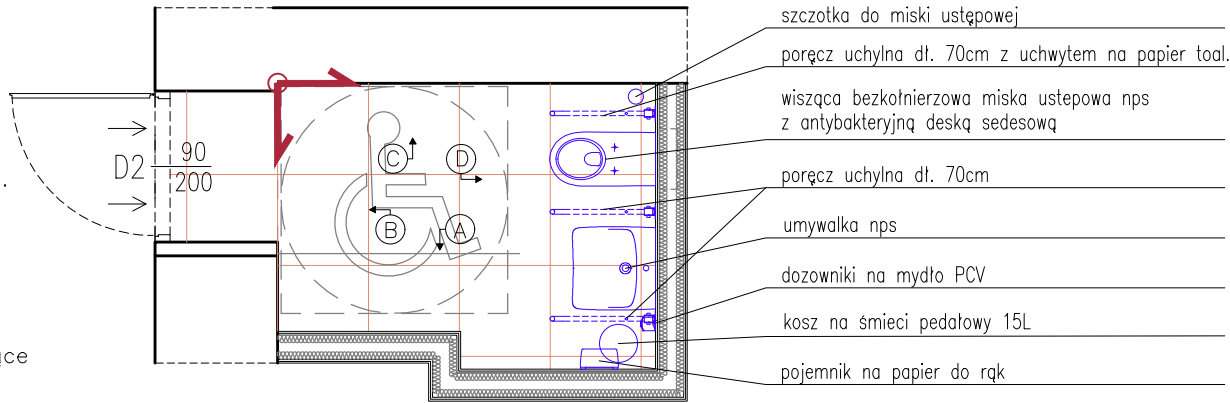 szczotka do miski ustępowej
poręcz uchylna dł. 70cm z uchwytem na papier toal.
wisząca bezkołnierzowa miska ustepowa nps
z antybakteryjną deską sedesową
poręcz uchylna dł. 70cm
umywalka nps
dozowniki na mydło PCV
kosz na śmieci pedałowy 15L
pojemnik na papier do rąk
D2
90
200
C
D
B
A
ące